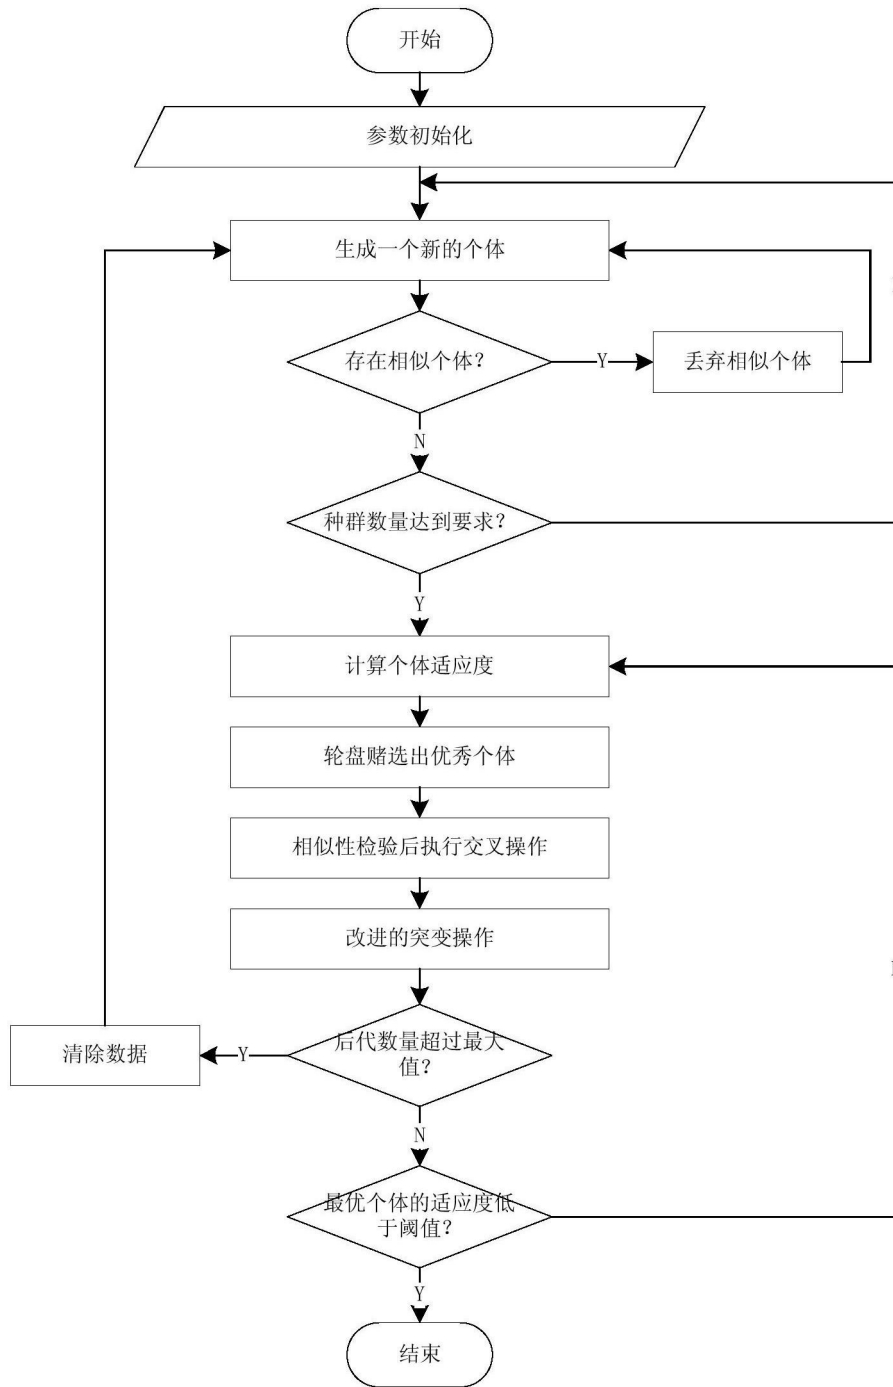 开始
参数初始化
生成一个新的个体
存在相似个体?
Y
丢弃相似个体
N
种群数量达到要求?
Y
计算个体适应度
轮盘赌选出优秀个体
相似性检验后执行交叉操作
改进的突变操作
后代数量超过最大
值?
Y
清除数据
N
最优个体的适应度低
于阈值?
Y
结束